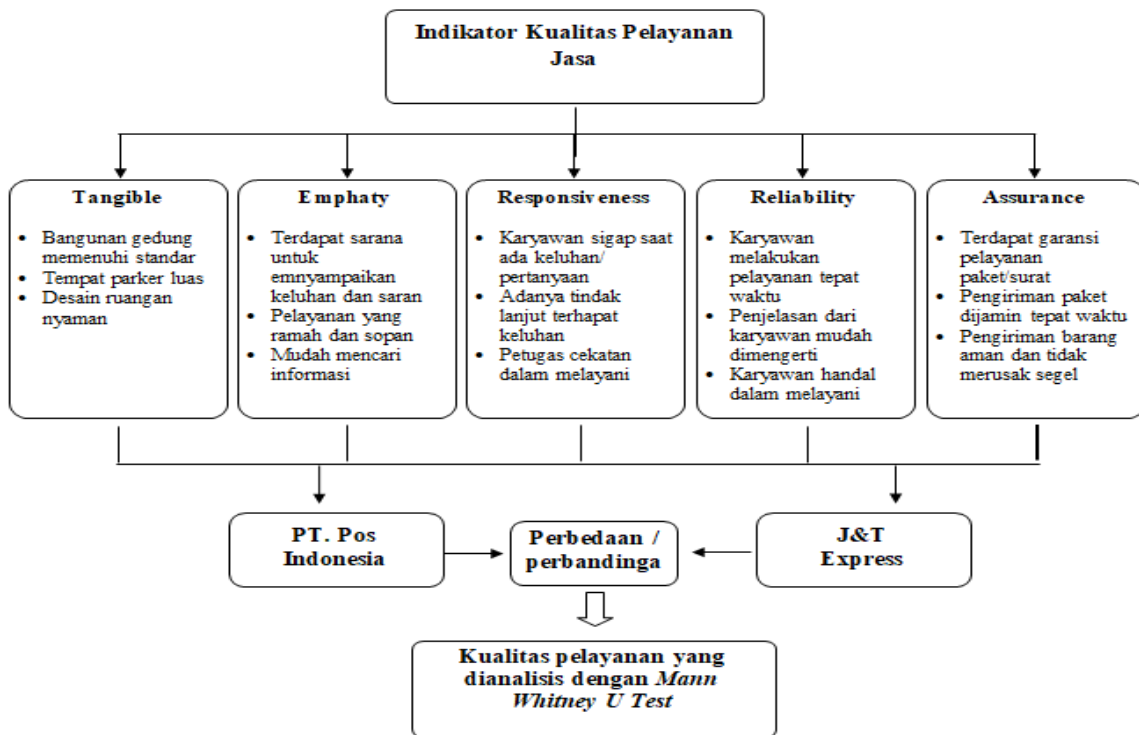 Indikator Kualitas Pelayanan
Jasa
Tangible
• Bangunan gedung
memenuhi standar
• Tempat parker luas
• Desain ruangan
nyaman
Emphaty
• Terdapat sarana
untuk
emnyampaikan
keluhan dan saran
• Pelayanan yang
ramah dan sopan
• Mudah mencari
informasi
Responsiveness
• Karyawan sigap saat
ada keluhan/
pertanyaan
• Adanya tindak
lanjut terhapat
keluhan
• Petugas cekatan
dalam melayani
Reliability
• Karyawan
melakukan
pelayanan tepat
waktu
• Penjelasan dari
karyawan mudah
dimengerti
• Karyawan handal
dalam melayani
Assurance
• Terdapat garansi
pelayanan
paket/surat
• Pengiriman paket
dijamin tepat waktu
• Pengiriman barang
aman dan tidak
merusak segel
PT. Pos
Indonesia
Perbedaan /
perbandinga
J&T
Express
Kualitas pelayanan yang
dianalisis dengan Mann
Whitney U Test